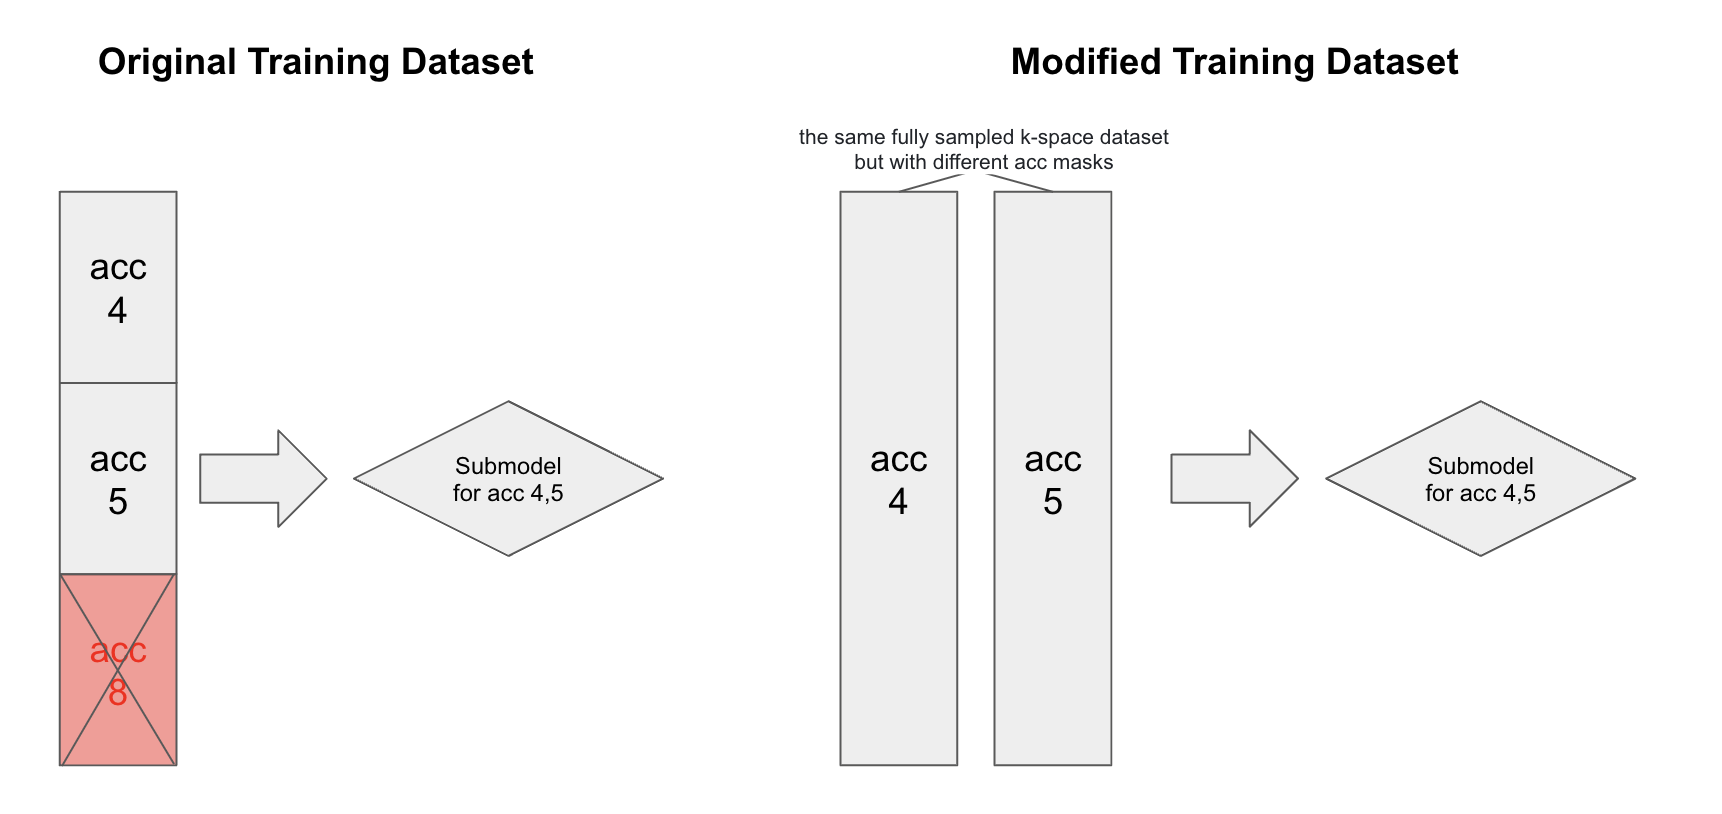 Original Training Dataset
acc
4
acc
5
acc
8
Submodel
for acc 4,5
Modified Training Dataset
the same fully sampled k-space dataset
but with different acc masks
acc
4
acc
5
Submodel
for acc 4,5